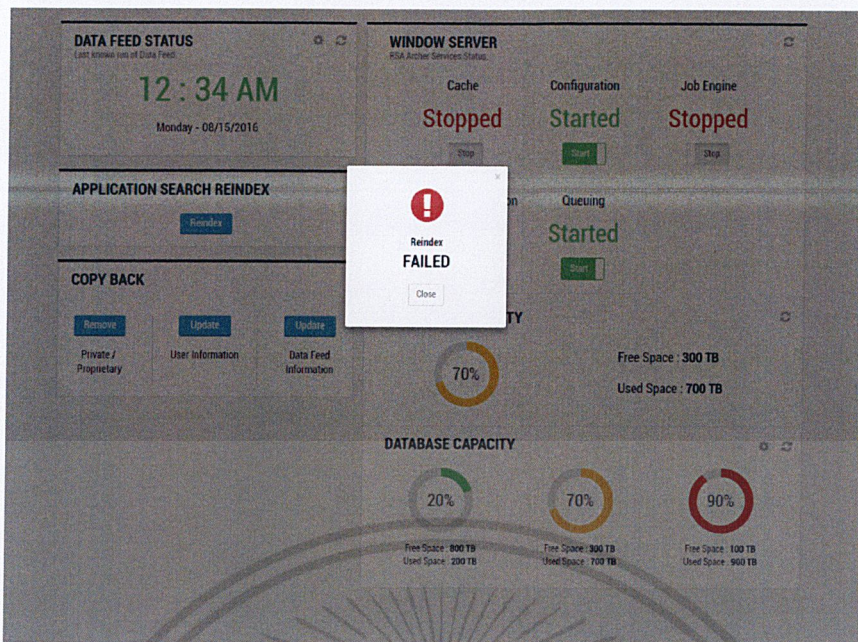 DATA FEED STATUS
Last known run of Data Feed.
12 : 34 AM
Monday - 08/15/2016
APPLICATION SEARCH REINDEX
Reindex
COPY BACK
Remove
Private /
Proprietary
Update
User Information
Update
Data Feed
Information
WINDOW SERVER
RSA Archer Services Status.
Cache
Stopped
Stop
Configuration
Started
Start
Job Engine
Stopped
Stop
on
Queuing
Started
Start
Reindex
FAILED
Close
TY
70%
Free Space : 300 TB
Used Space : 700 TB
DATABASE CAPACITY
20%
Free Space : 800 TB
Used Space : 200 TB
70%
Free Space : 300 TB
Used Space : 700 TB
90%
Free Space : 100 TB
Used Space : 900 TB